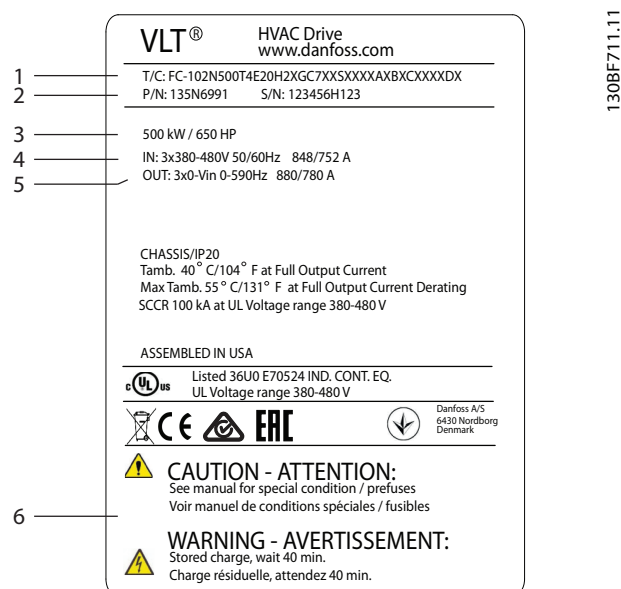 VLT® HVAC Drive
www.danfoss.com
130BF711.11
1 T/C: FC-102N500T4E20H2XGC7XXSXXXXAXBXCXXXXDX
2 P/N: 135N6991 S/N: 123456H123
3 500 kW / 650 HP
4 IN: 3x380-480V 50/60Hz 848/752 A
5 OUT: 3x0-Vin 0-590Hz 880/780 A
CHASSIS/IP20
Tamb. 40° C/104° F at Full Output Current
Max Tamb. 55° C/131° F at Full Output Current Derating
SCCR 100 kA at UL Voltage range 380-480 V
ASSEMBLED IN USA
c UL us Listed 36U0 E70524 IND. CONT. EQ.
UL Voltage range 380-480 V
CE EAC
Danfoss A/S
6430 Nordborg
Denmark
CAUTION - ATTENTION:
See manual for special condition / prefuses
Voir manuel de conditions spéciales / fusibles
6
WARNING - AVERTISSEMENT:
Stored charge, wait 40 min.
Charge résiduelle, attendez 40 min.